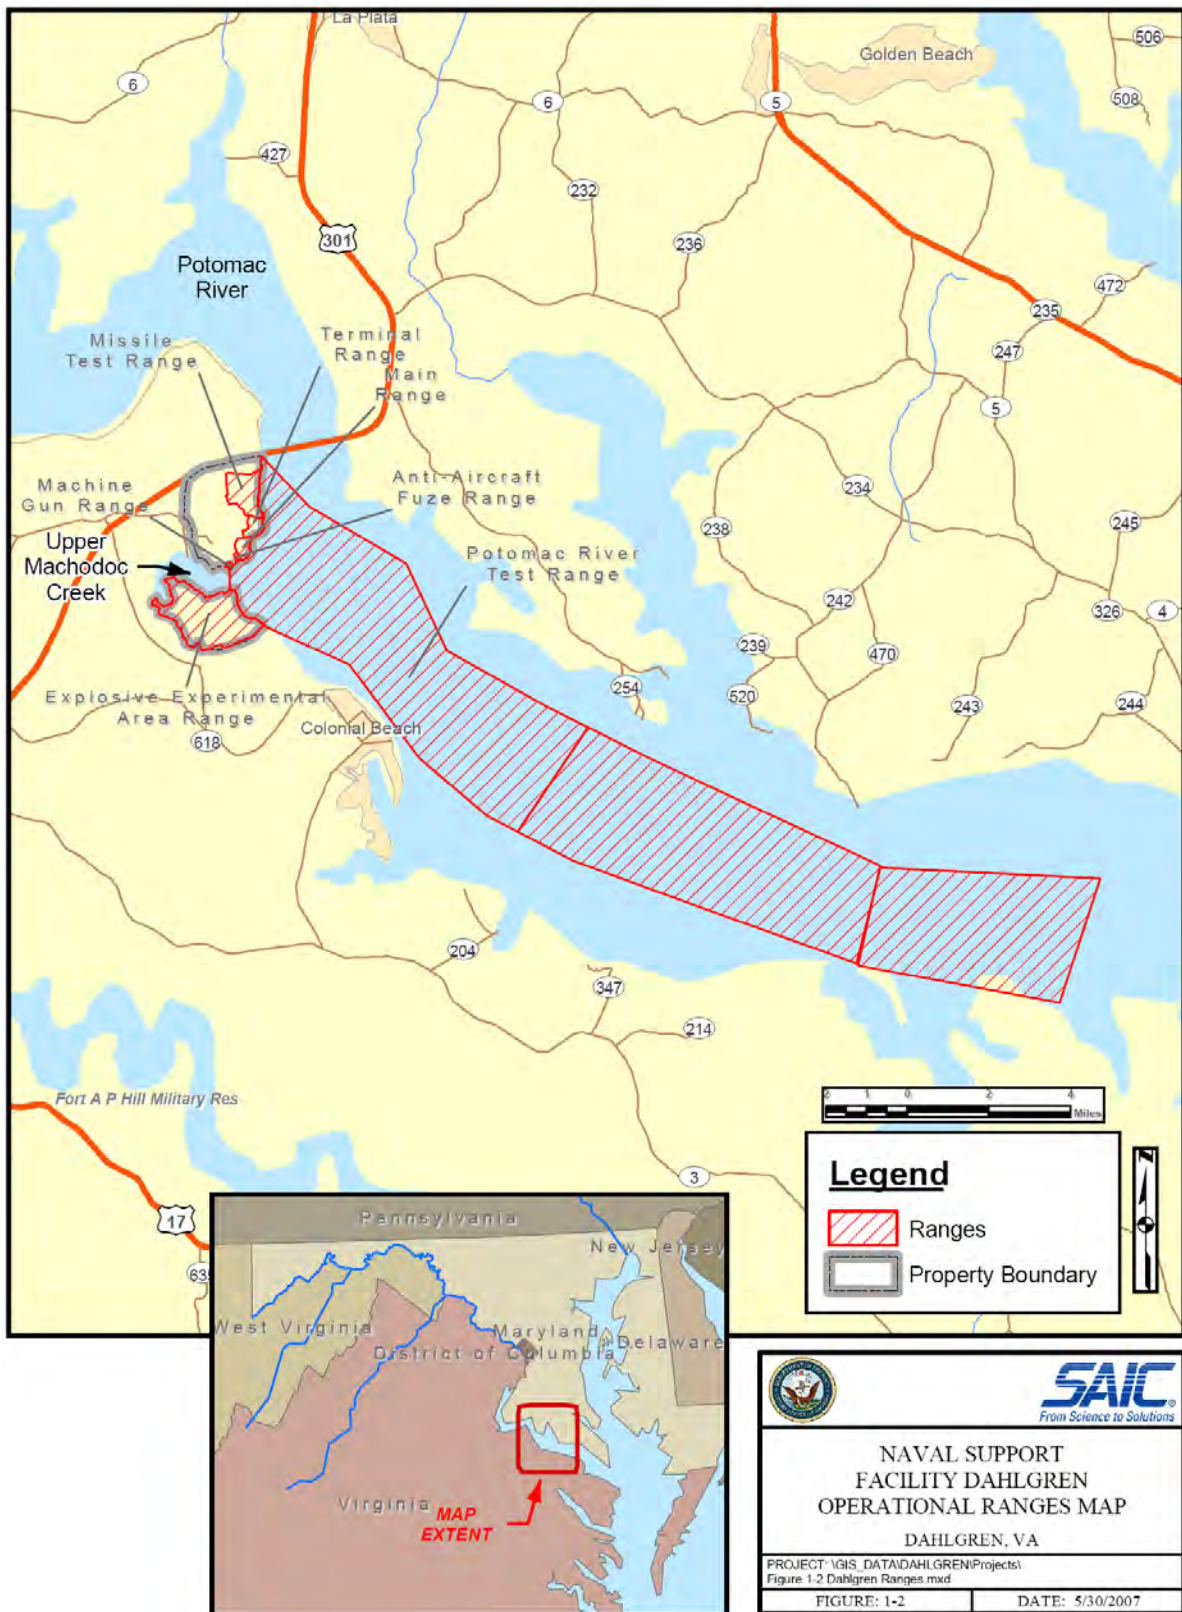 La Plata
6
6
5
Golden Beach
506
508
427
232
301
236
Potomac
River
472
235
Missile
Test Range
Terminal
Range
Main
Range
247
5
Machine
Gun Range
Anti-Aircraft
Fuze Range
234
245
238
Upper
Machodoc
Creek
Potomac River
Test Range
242
326
4
239
470
254
520
243
244
Explosive Experimental
Area Range
618
Colonial Beach
204
347
214
Fort A P Hill Military Res
2 1 0 2 4
Miles
3
17
635
Legend
Ranges
Property Boundary
N
Pennsylvania
New Jersey
West Virginia
Maryland
Delaware
District of Columbia
Virginia
MAP
EXTENT
SAIC
From Science to Solutions
NAVAL SUPPORT
FACILITY DAHLGREN
OPERATIONAL RANGES MAP
DAHLGREN, VA
PROJECT: \GIS_DATA\DAHLGREN\Projects\
Figure 1-2 Dahlgren Ranges.mxd
FIGURE: 1-2
DATE: 5/30/2007